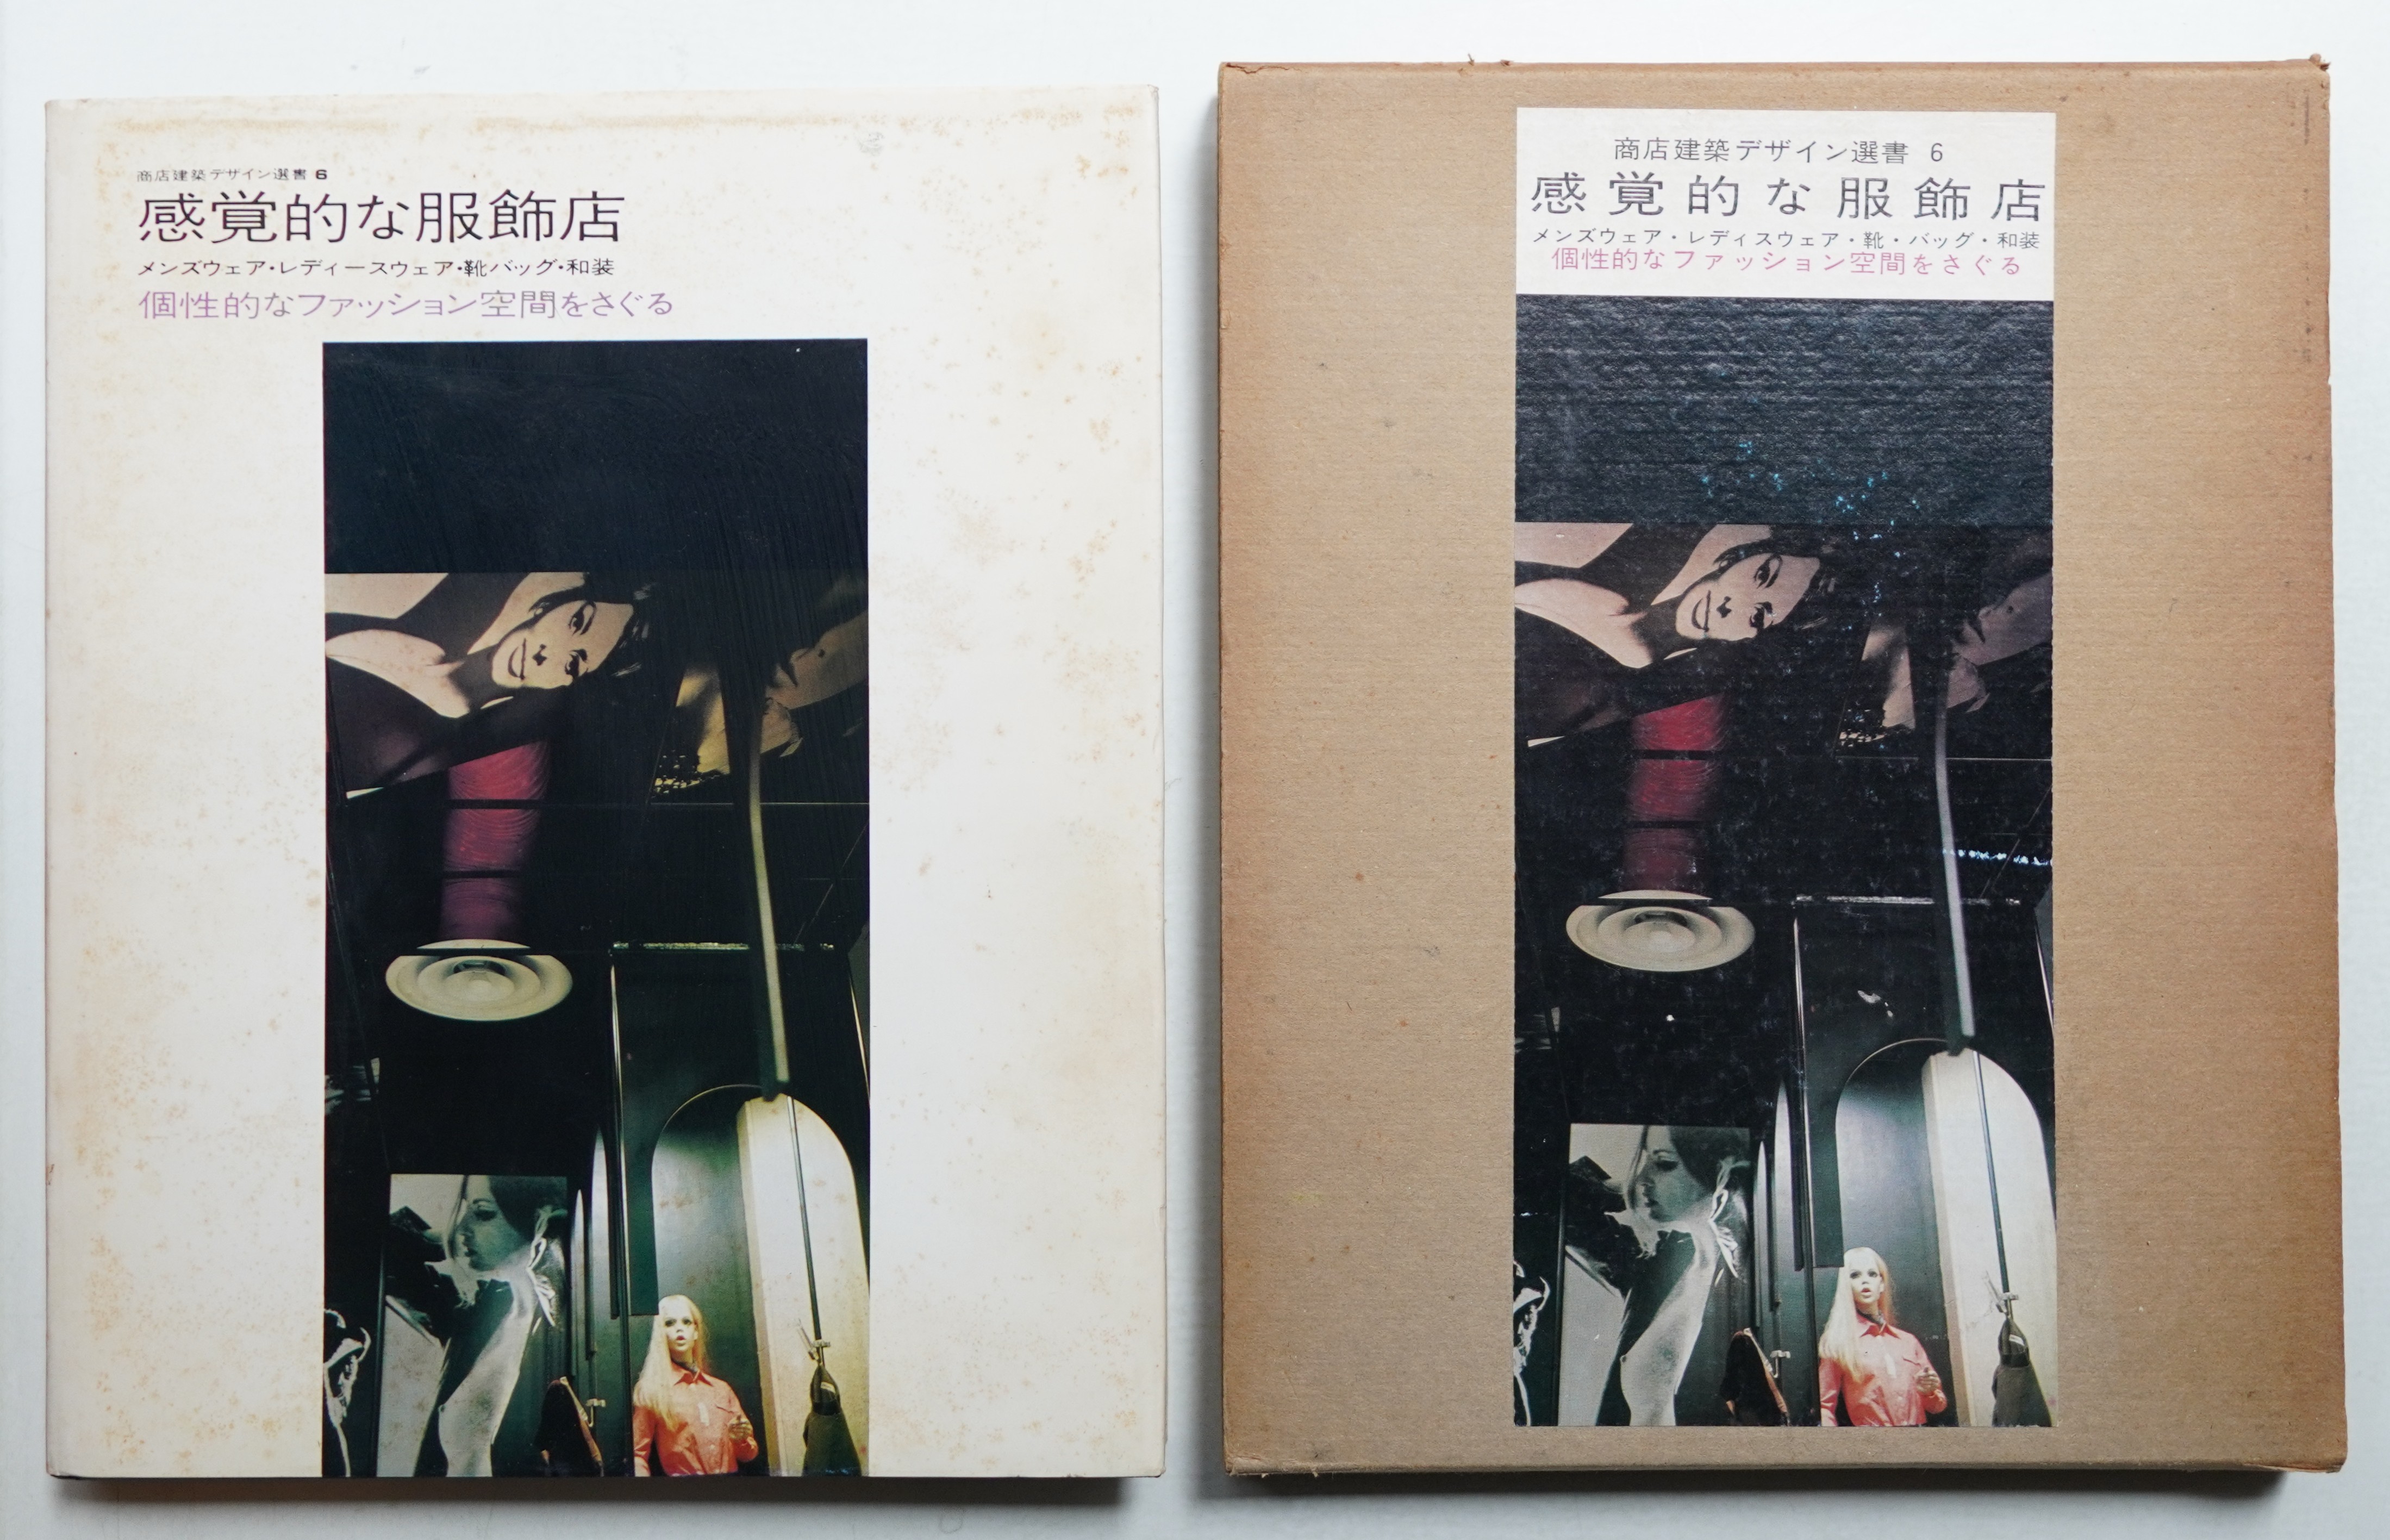 商店建築デザイン選書 6
感覚的な服飾店
メンズウェア・レディースウェア・靴バッグ・和装
個性的なファッション空間をさぐる
商店建築デザイン選書 6
感覚的な服飾店
メンズウェア・レディスウェア・靴・バッグ・和装
個性的なファッション空間をさぐる